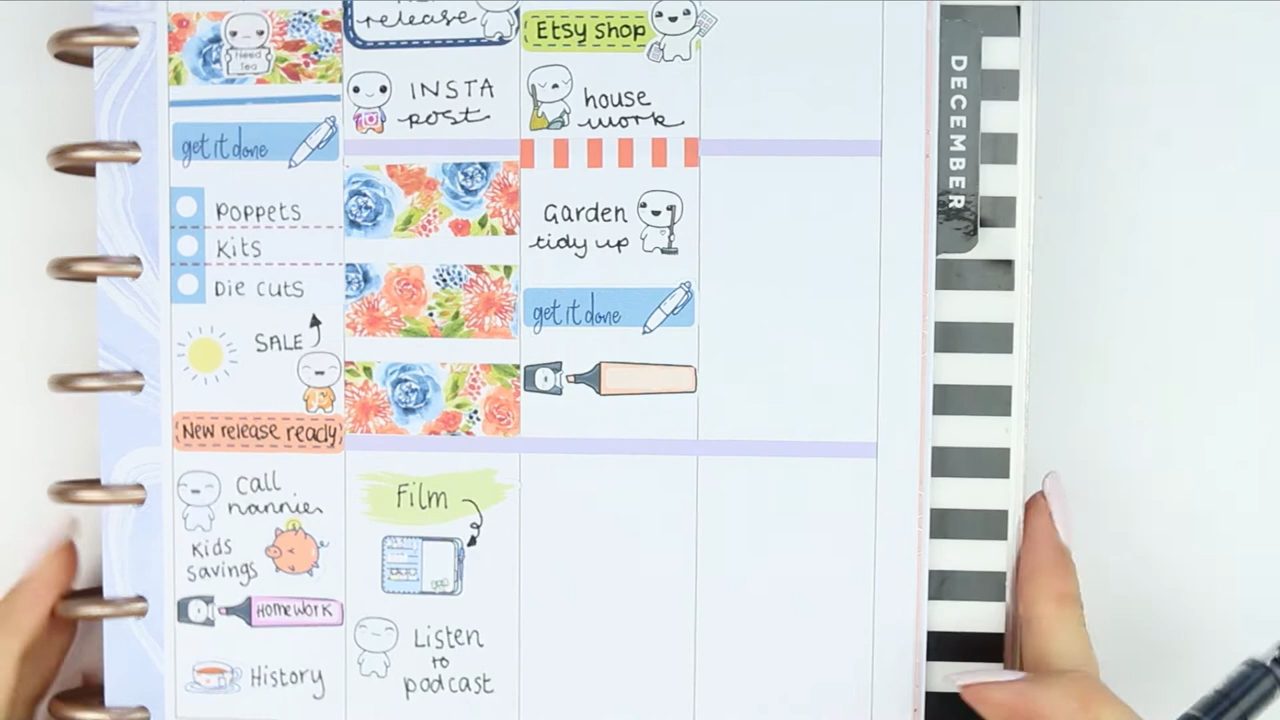 Need
Tea
get it done
Poppets
Kits
Die cuts
SALE
New release ready
Call
nannie
Kids
savings
HOMEWORK
History
release
INSTA
post
Film
Listen
to
podcast
Etsy shop
house
work
Garden
tidy up
get it done
DECEMBER